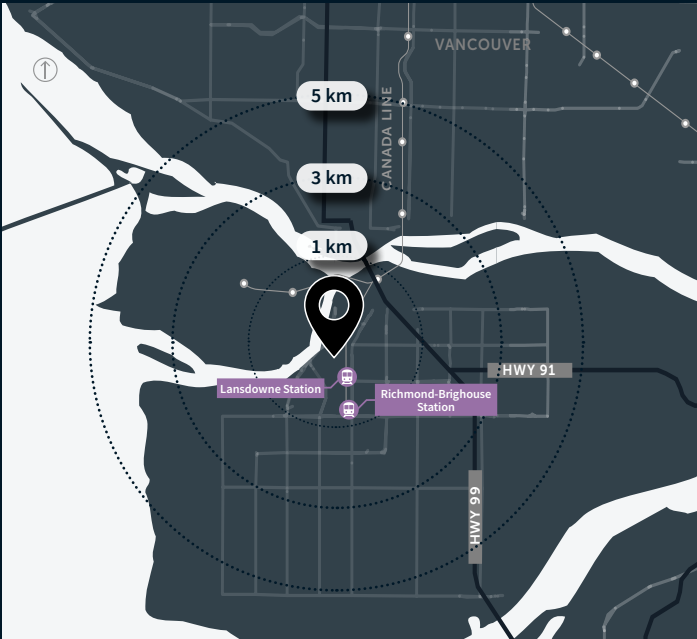 VANCOUVER
5 km
CANADA LINE
3 km
1 km
HWY 91
Lansdowne Station
Richmond-Brighouse
Station
HWY 99